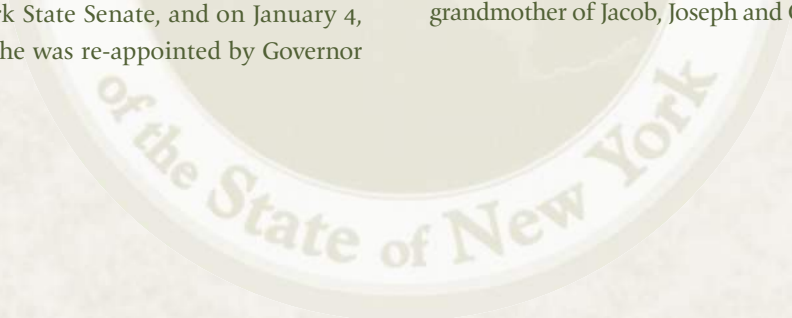 rk State Senate, and on January 4,
he was re-appointed by Governor
grandmother of Jacob, Joseph and
of the State of New York